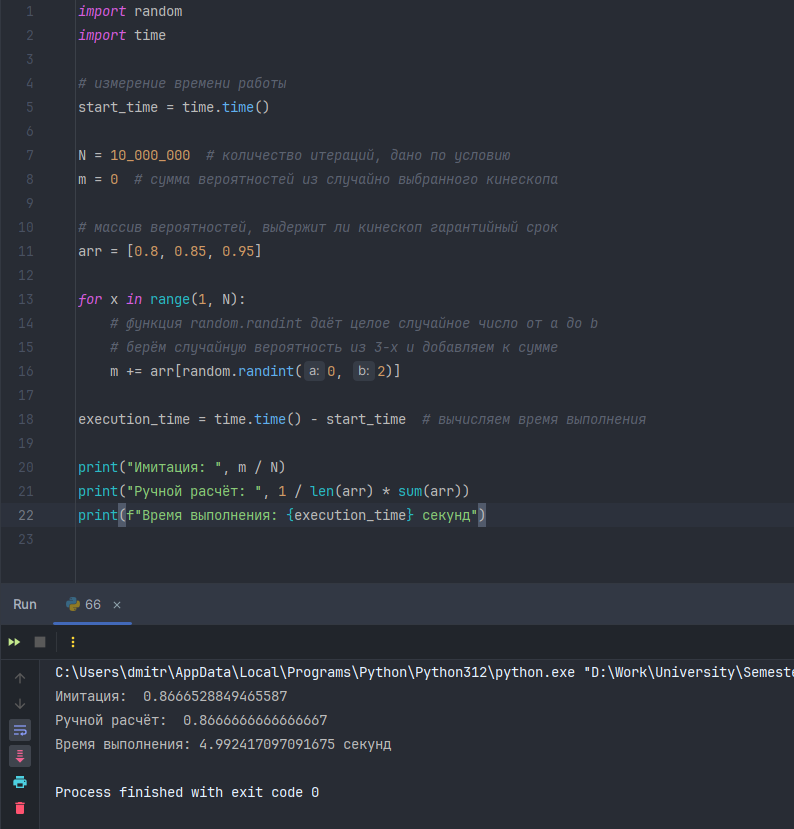 1 import random
2 import time
3
4 # измерение времени работы
5 start_time = time.time()
6
7 N = 10_000_000  # количество итераций, дано по условию
8 m = 0  # сумма вероятностей из случайно выбранного кинескопа
9
10 # массив вероятностей, выдержит ли кинескоп гарантийный срок
11 arr = [0.8, 0.85, 0.95]
12
13 for x in range(1, N):
14     # функция random.randint даёт целое случайное число от a до b
15     # берём случайную вероятность из 3-х и добавляем к сумме
16     m += arr[random.randint( a: 0,  b: 2)]
17
18 execution_time = time.time() - start_time  # вычисляем время выполнения
19
20 print("Имитация: ", m / N)
21 print("Ручной расчёт: ", 1 / len(arr) * sum(arr))
22 print(f"Время выполнения: {execution_time} секунд")
23
Run 66 ×
C:\Users\dmitr\AppData\Local\Programs\Python\Python312\python.exe "D:\Work\University\Semeste
Имитация:  0.8666528849465587
Ручной расчёт:  0.8666666666666667
Время выполнения: 4.992417097091675 секунд
Process finished with exit code 0